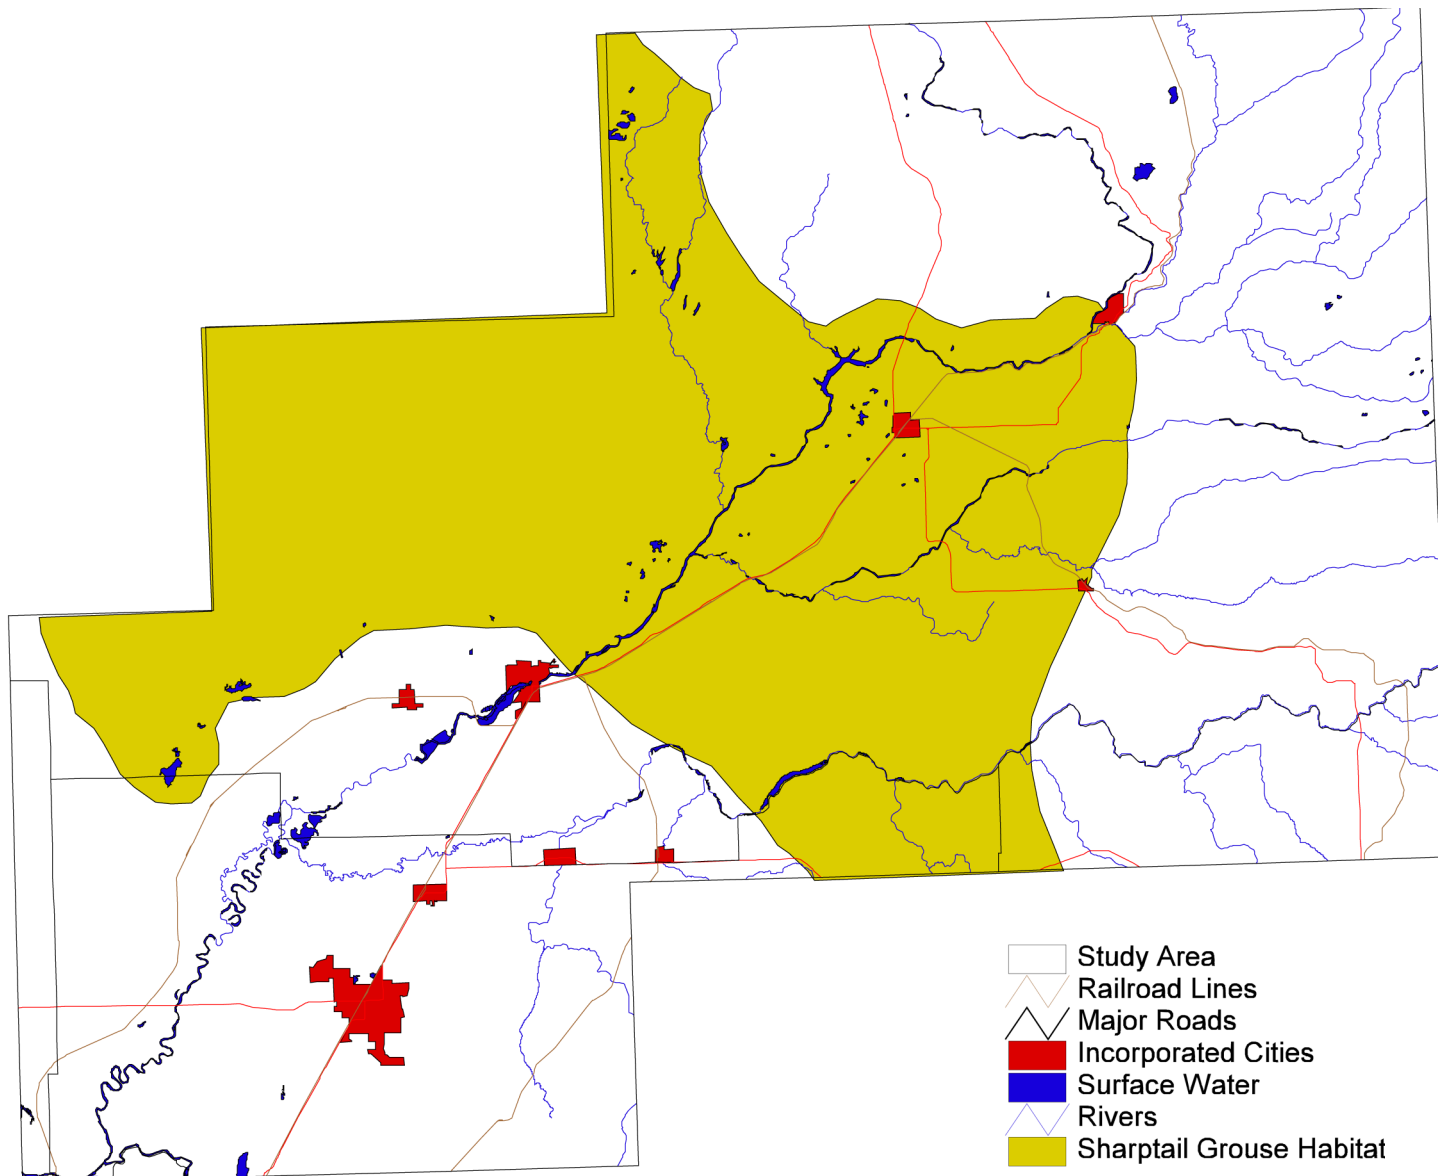 Study Area
Railroad Lines
Major Roads
Incorporated Cities
Surface Water
Rivers
Sharptail Grouse Habitat